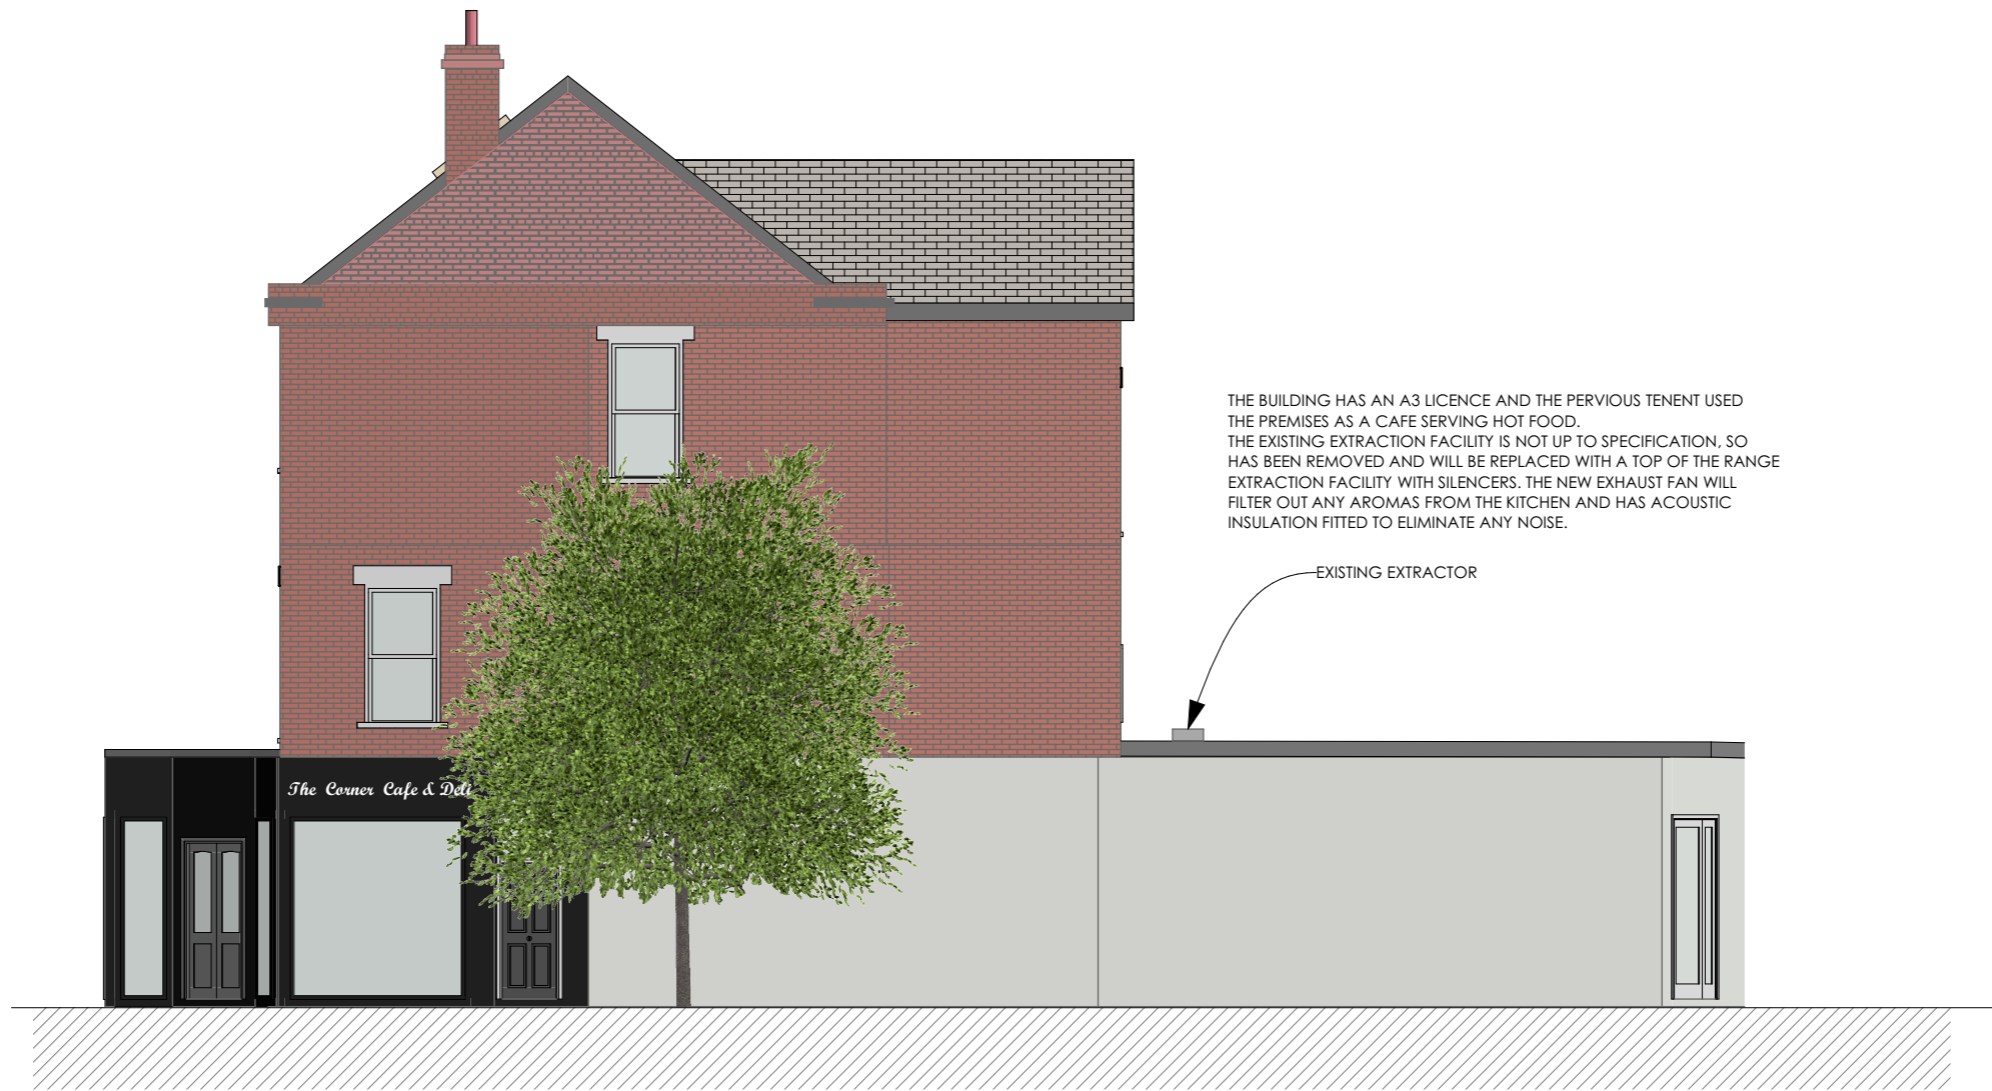 THE BUILDING HAS AN A3 LICENCE AND THE PERVIOUS TENENT USED
THE PREMISES AS A CAFE SERVING HOT FOOD.
THE EXISTING EXTRACTION FACILITY IS NOT UP TO SPECIFICATION, SO
HAS BEEN REMOVED AND WILL BE REPLACED WITH A TOP OF THE RANGE
EXTRACTION FACILITY WITH SILENCERS. THE NEW EXHAUST FAN WILL
FILTER OUT ANY AROMAS FROM THE KITCHEN AND HAS ACOUSTIC
INSULATION FITTED TO ELIMINATE ANY NOISE.
EXISTING EXTRACTOR
The Corner Cafe & Deli